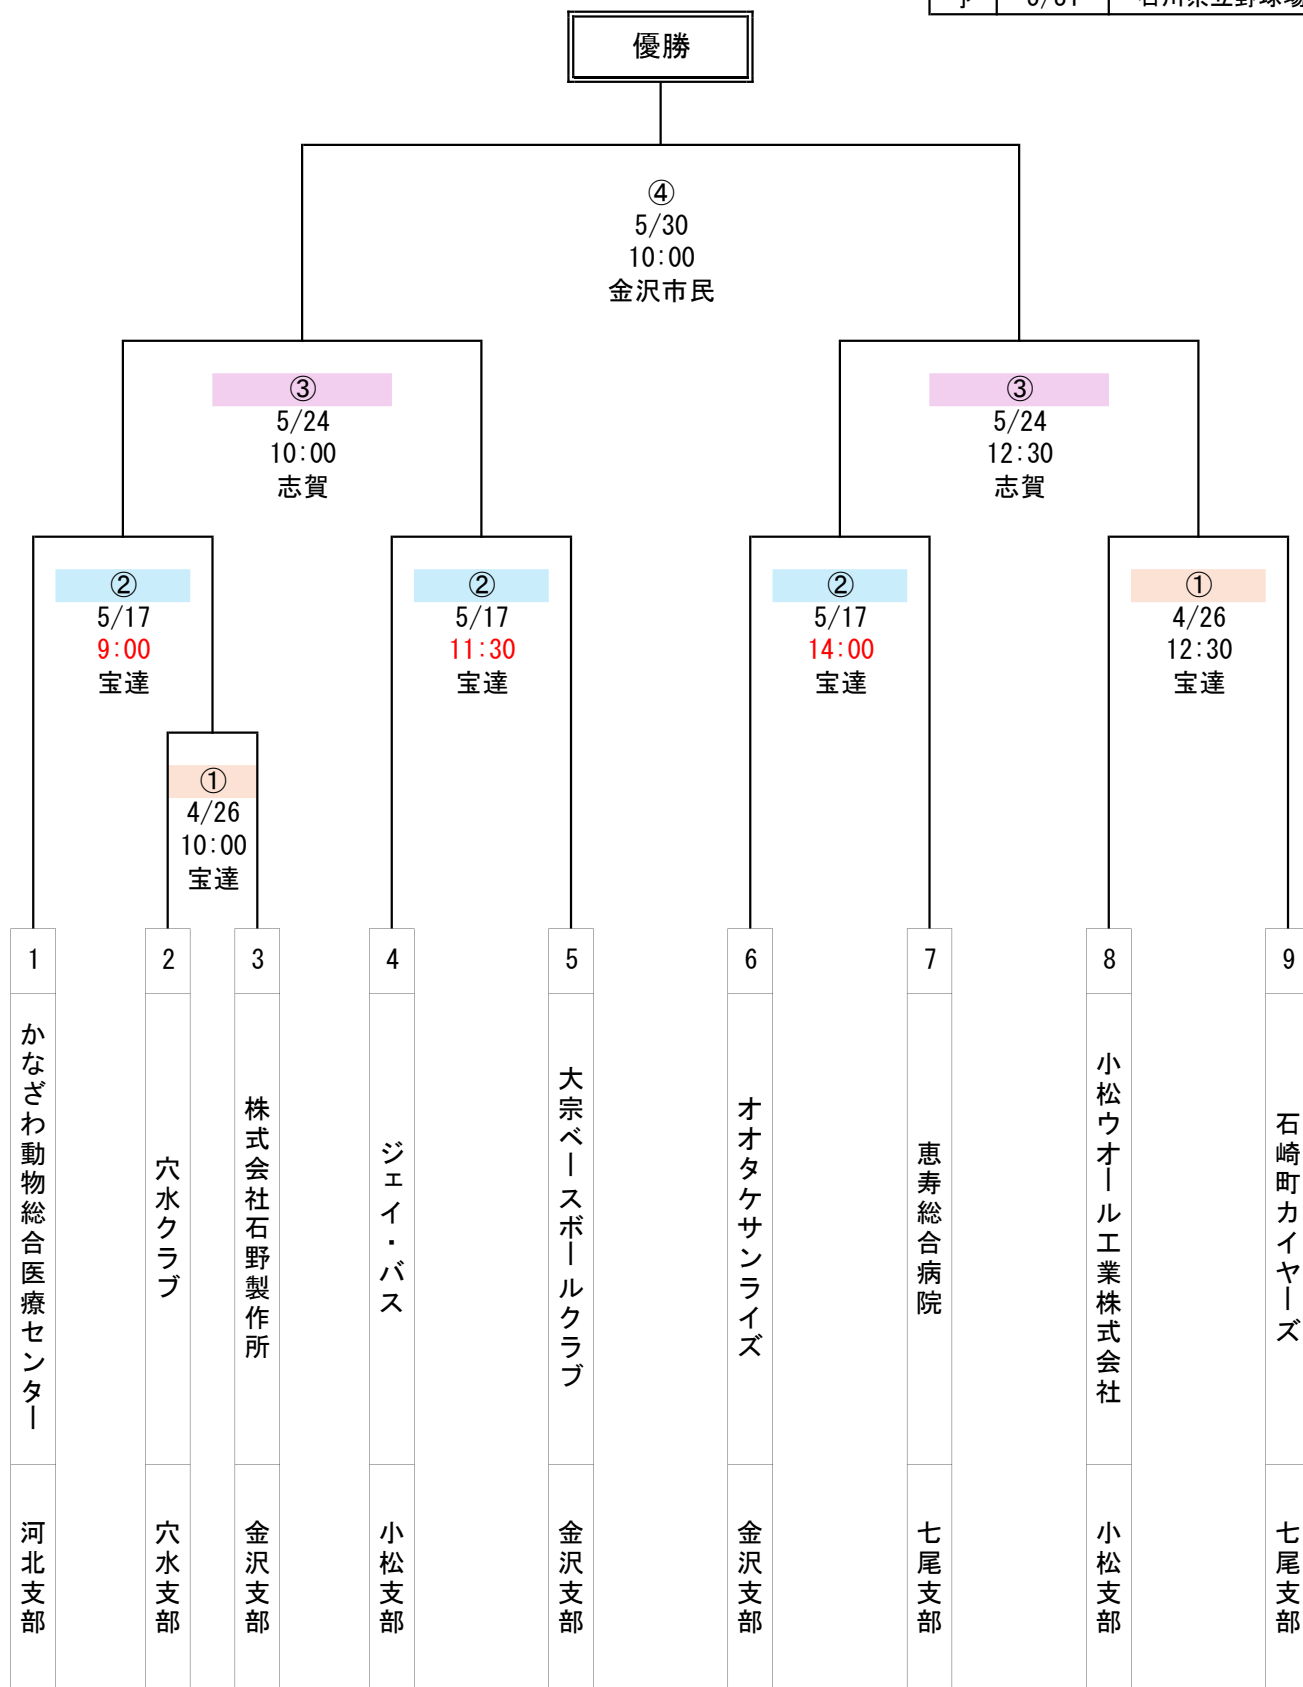 優勝
④
5/30
10:00
金沢市民
③
5/24
10:00
志賀
③
5/24
12:30
志賀
②
5/17
9:00
宝達
②
5/17
11:30
宝達
②
5/17
14:00
宝達
①
4/26
12:30
宝達
①
4/26
10:00
宝達
1
かなざわ動物総合医療センター
河北支部
2
穴水クラブ
穴水支部
3
株式会社石野製作所
金沢支部
4
ジェイ・バス
小松支部
5
大宗ベースボールクラブ
金沢支部
6
オオタケサンライズ
金沢支部
7
恵寿総合病院
七尾支部
8
小松ウオール工業株式会社
小松支部
9
石崎町カイヤーズ
七尾支部